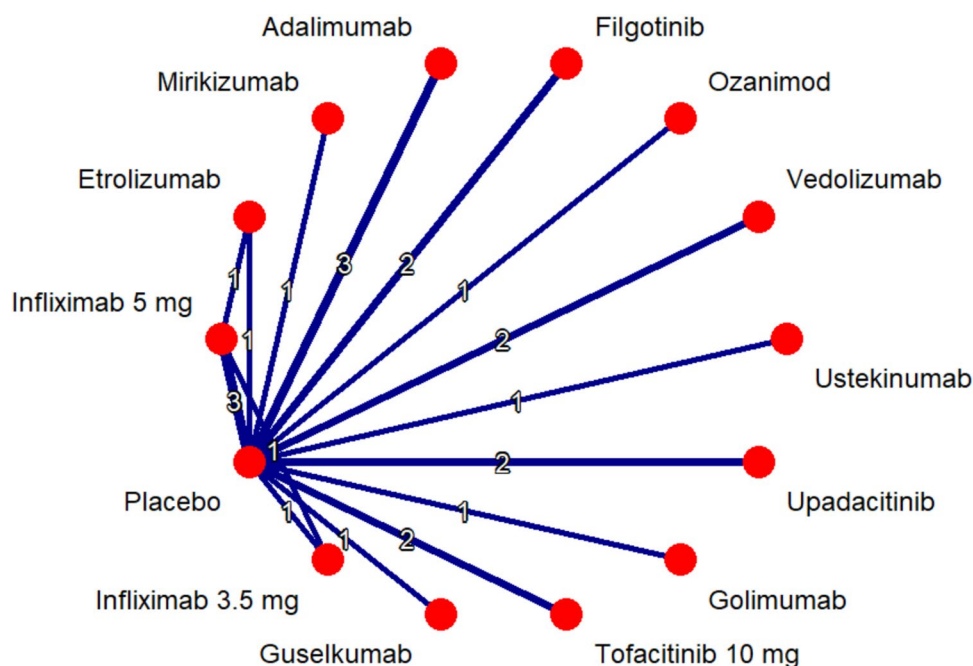 Adalimumab
Filgotinib
Mirikizumab
Ozanimod
Etrolizumab
Vedolizumab
3
2
1
1
1
Infliximab 5 mg
1
2
Ustekinumab
3
1
1
2
Placebo
Upadacitinib
1
1
1
2
Infliximab 3.5 mg
Golimumab
Guselkumab
Tofacitinib 10 mg